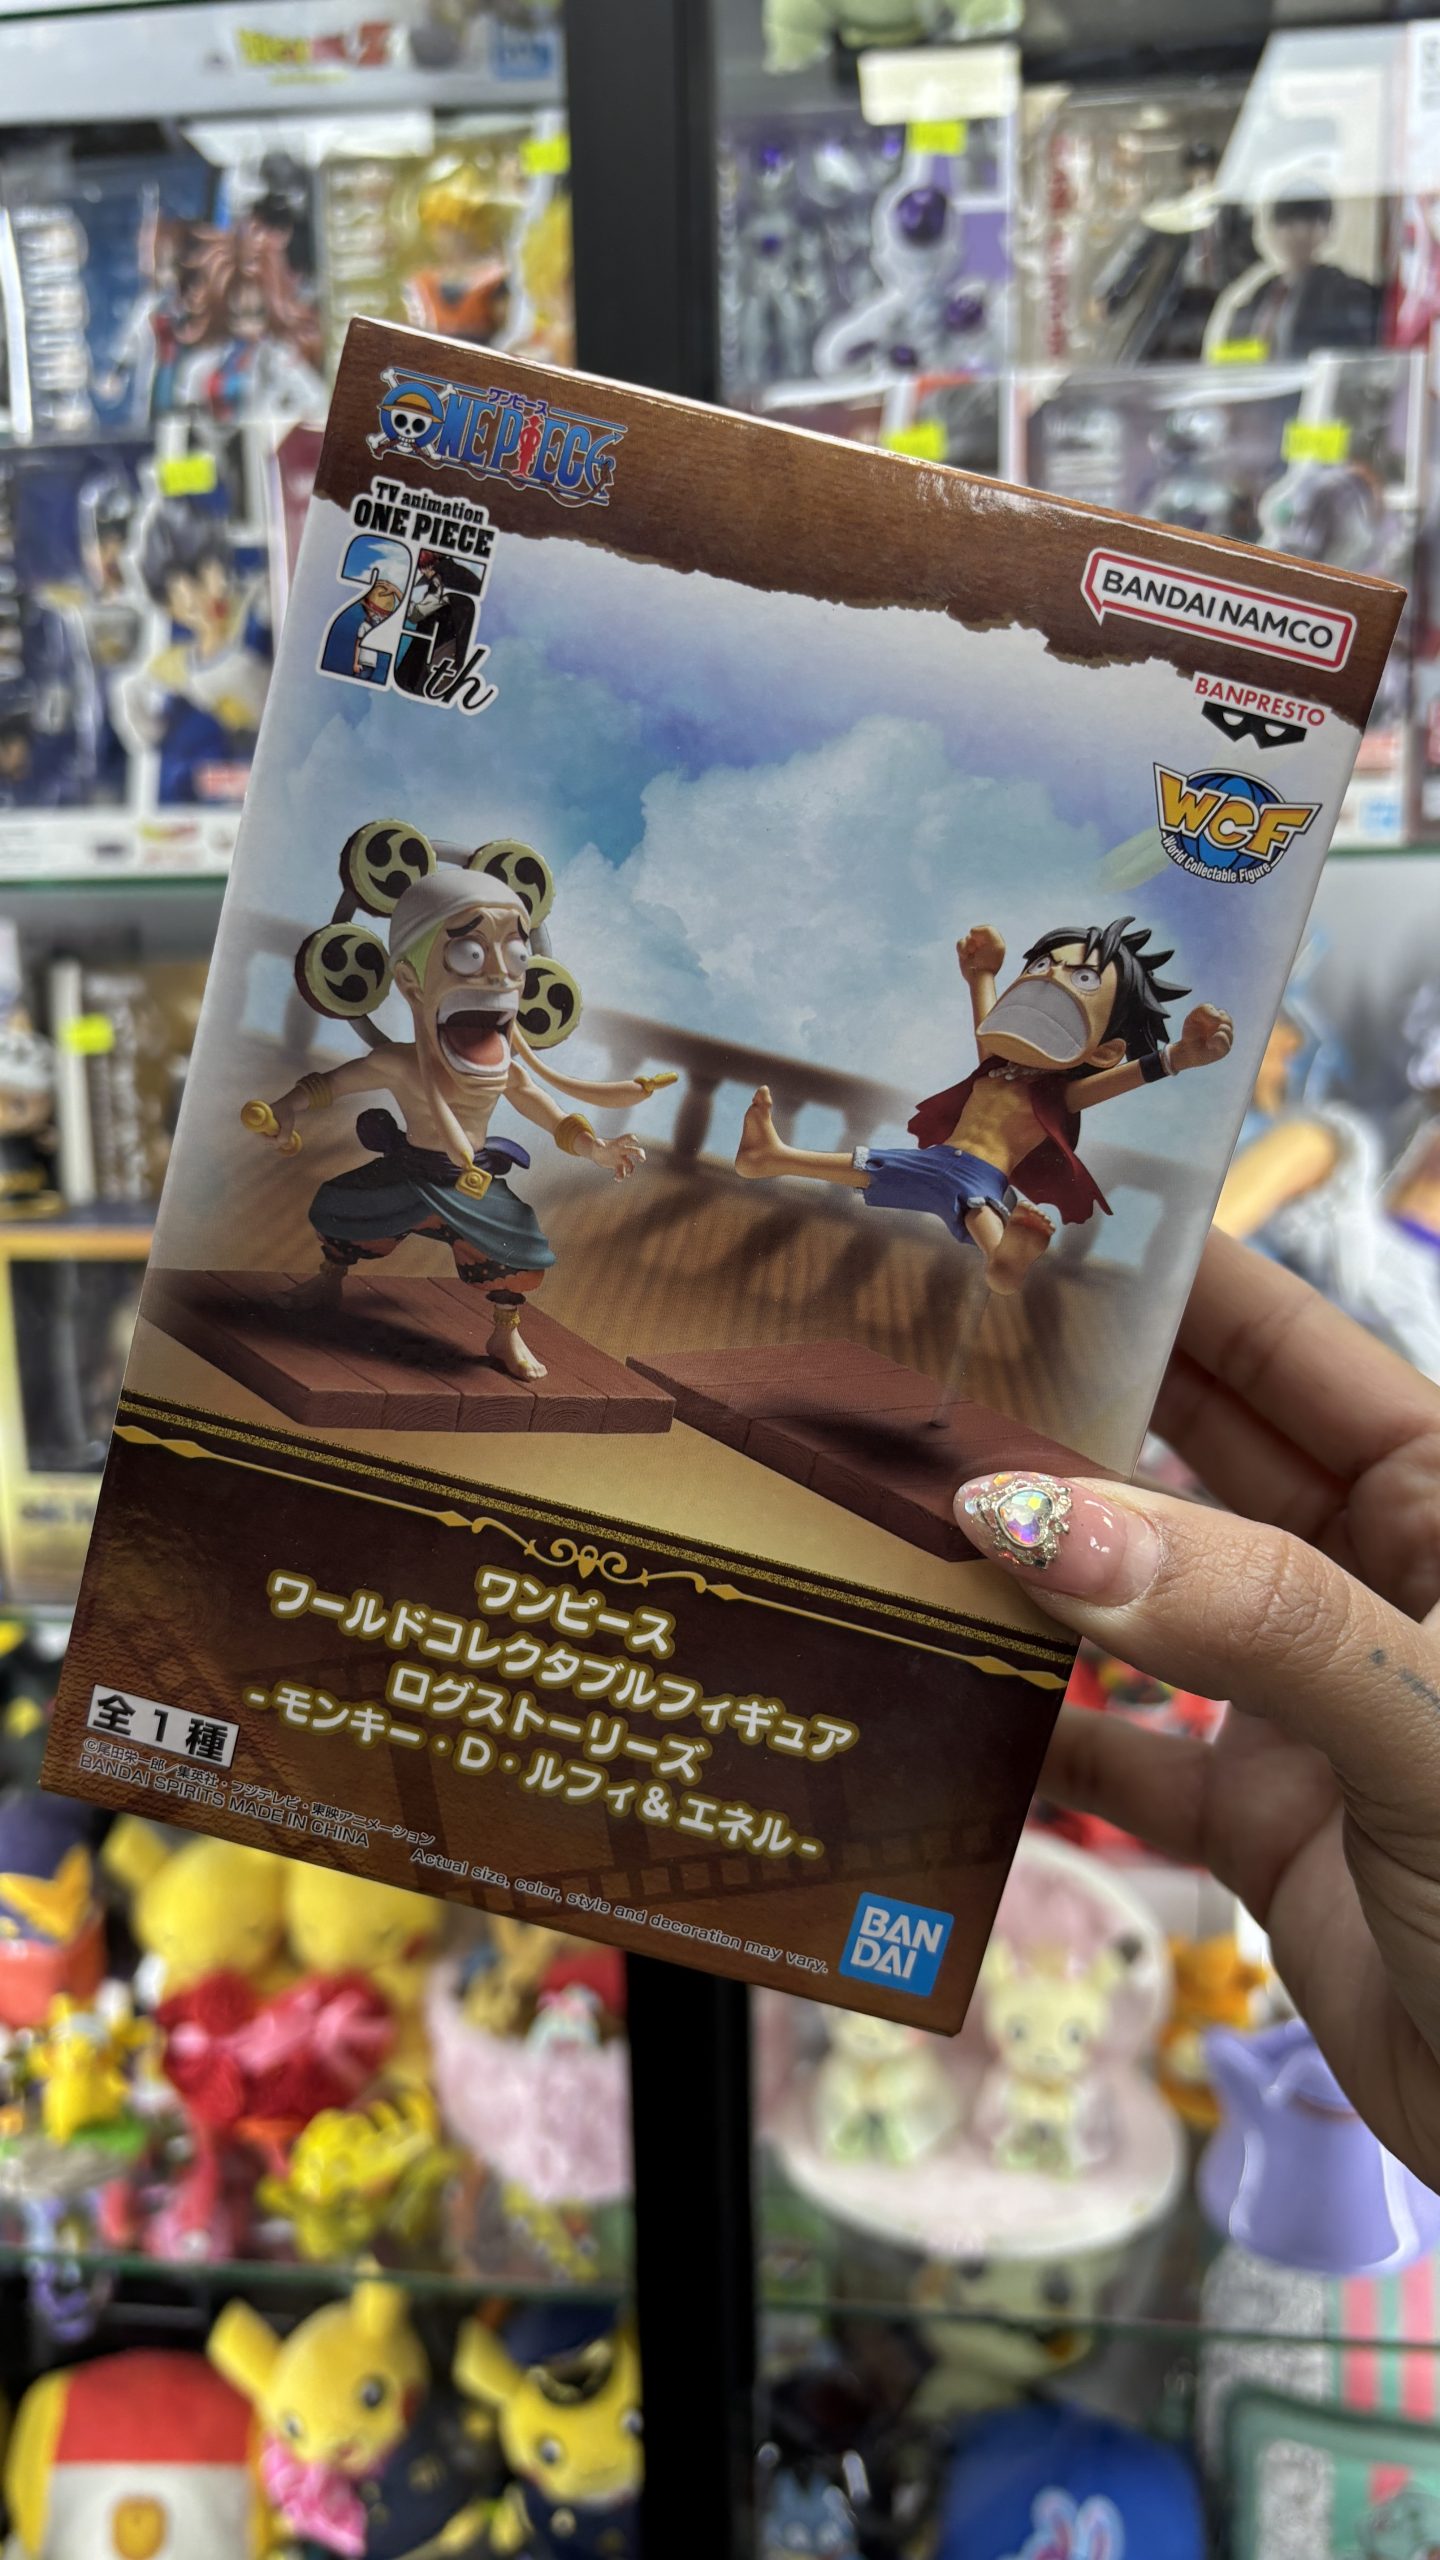 ワンピース
ONE PIECE
TV animation
ONE PIECE
25th
BANDAI NAMCO
BANPRESTO
WCF
World Collectable Figure
ワンピース
ワールドコレクタブルフィギュア
ログストーリーズ
-モンキー・D・ルフィ&エネル-
全1種
©尾田栄一郎/集英社・フジテレビ・東映アニメーション
BANDAI SPIRITS MADE IN CHINA
Actual size, color, style and decoration may vary.
BAN
DAI